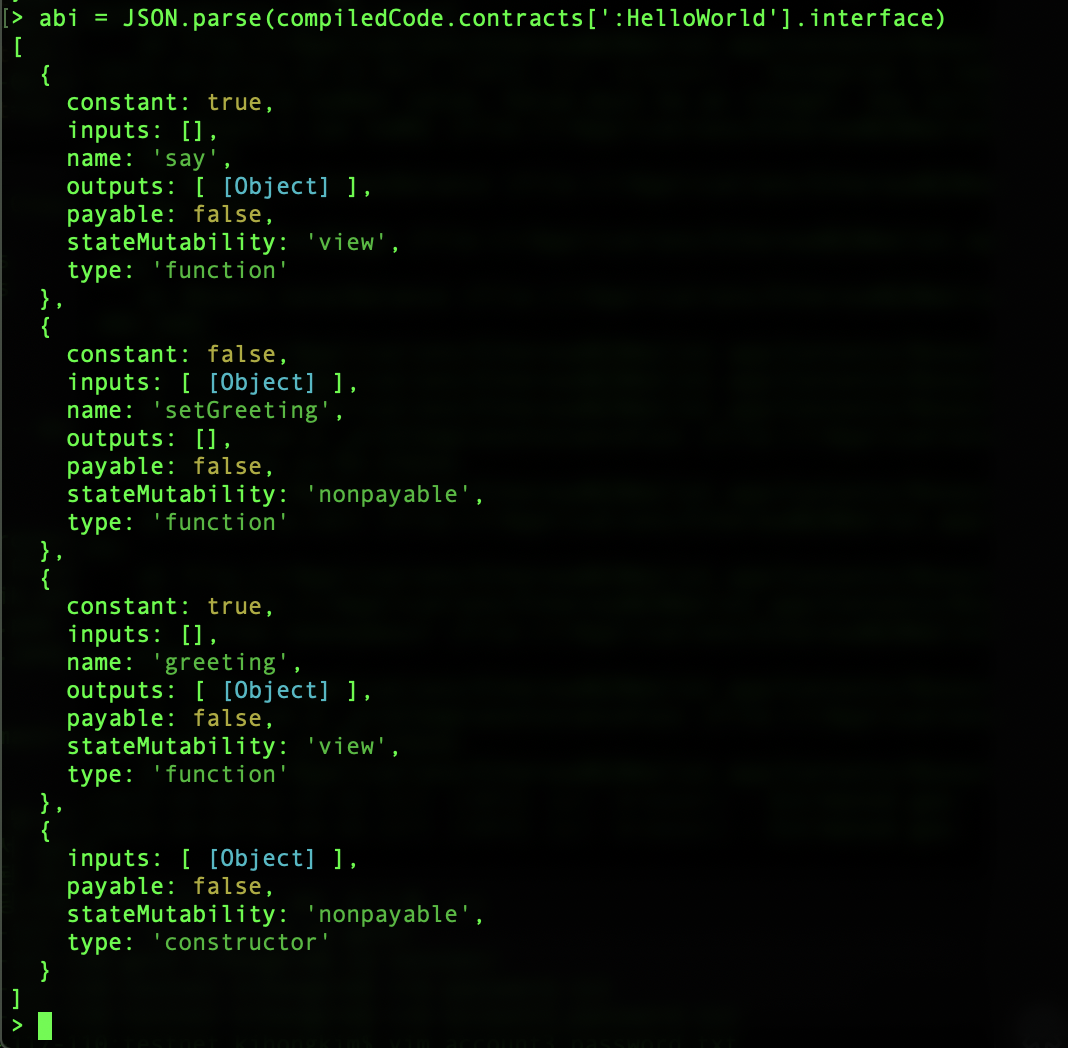 [> abi = JSON.parse(compiledCode.contracts[':HelloWorld'].interface)
[
  {
    constant: true,
    inputs: [],
    name: 'say',
    outputs: [ [Object] ],
    payable: false,
    stateMutability: 'view',
    type: 'function'
  },
  {
    constant: false,
    inputs: [ [Object] ],
    name: 'setGreeting',
    outputs: [],
    payable: false,
    stateMutability: 'nonpayable',
    type: 'function'
  },
  {
    constant: true,
    inputs: [],
    name: 'greeting',
    outputs: [ [Object] ],
    payable: false,
    stateMutability: 'view',
    type: 'function'
  },
  {
    inputs: [ [Object] ],
    payable: false,
    stateMutability: 'nonpayable',
    type: 'constructor'
  }
]
>